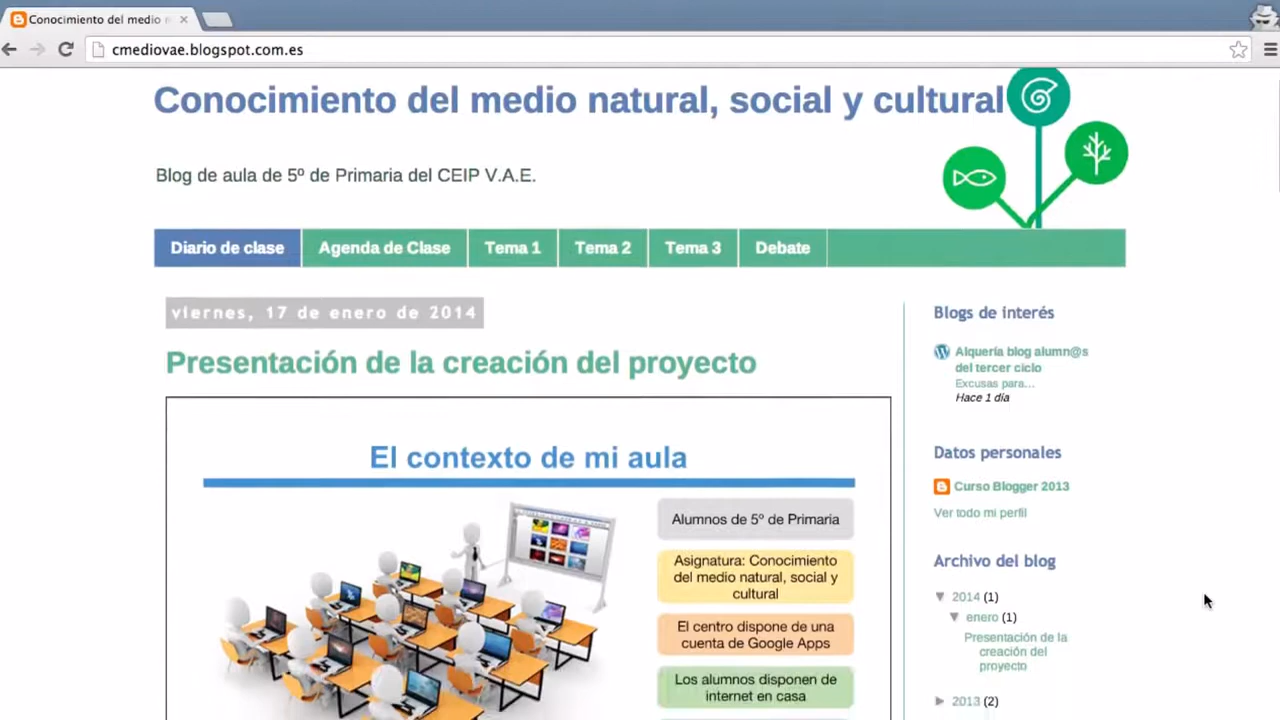 Conocimiento del medio n
cmediovae.blogspot.com.es
Conocimiento del medio natural, social y cultural
Blog de aula de 5º de Primaria del CEIP V.A.E.
Diario de clase
Agenda de Clase
Tema 1
Tema 2
Tema 3
Debate
viernes, 17 de enero de 2014
Presentación de la creación del proyecto
El contexto de mi aula
Alumnos de 5º de Primaria
Asignatura: Conocimiento
del medio natural, social y
cultural
El centro dispone de una
cuenta de Google Apps
Los alumnos disponen de
internet en casa
Blogs de interés
Alquería blog alumn@s
del tercer ciclo
Excusas para...
Hace 1 día
Datos personales
Curso Blogger 2013
Ver todo mi perfil
Archivo del blog
▼ 2014 (1)
▼ enero (1)
Presentación de la
creación del
proyecto
► 2013 (2)